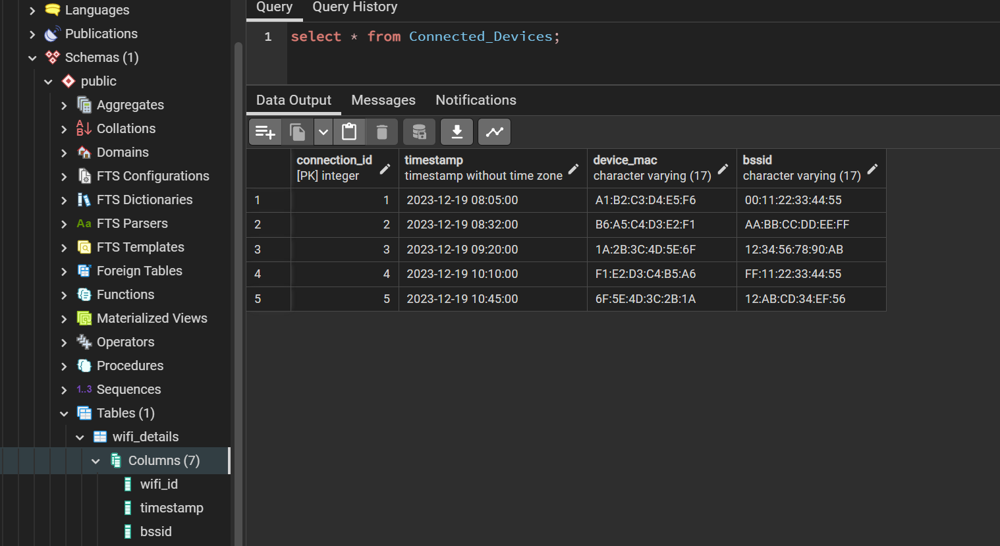 Languages
Publications
Schemas (1)
public
Aggregates
A
B
Collations
Domains
FTS Configurations
FTS Dictionaries
Aa FTS Parsers
FTS Templates
Foreign Tables
Functions
Materialized Views
Operators
Procedures
1..3 Sequences
Tables (1)
wifi_details
Columns (7)
wifi_id
timestamp
bssid
Query Query History
1 select * from Connected_Devices;
Data Output Messages Notifications
connection_id timestamp device_mac bssid
[PK] integer timestamp without time zone character varying (17) character varying (17)
1 1 2023-12-19 08:05:00 A1:B2:C3:D4:E5:F6 00:11:22:33:44:55
2 2 2023-12-19 08:32:00 B6:A5:C4:D3:E2:F1 AA:BB:CC:DD:EE:FF
3 3 2023-12-19 09:20:00 1A:2B:3C:4D:5E:6F 12:34:56:78:90:AB
4 4 2023-12-19 10:10:00 F1:E2:D3:C4:B5:A6 FF:11:22:33:44:55
5 5 2023-12-19 10:45:00 6F:5E:4D:3C:2B:1A 12:AB:CD:34:EF:56